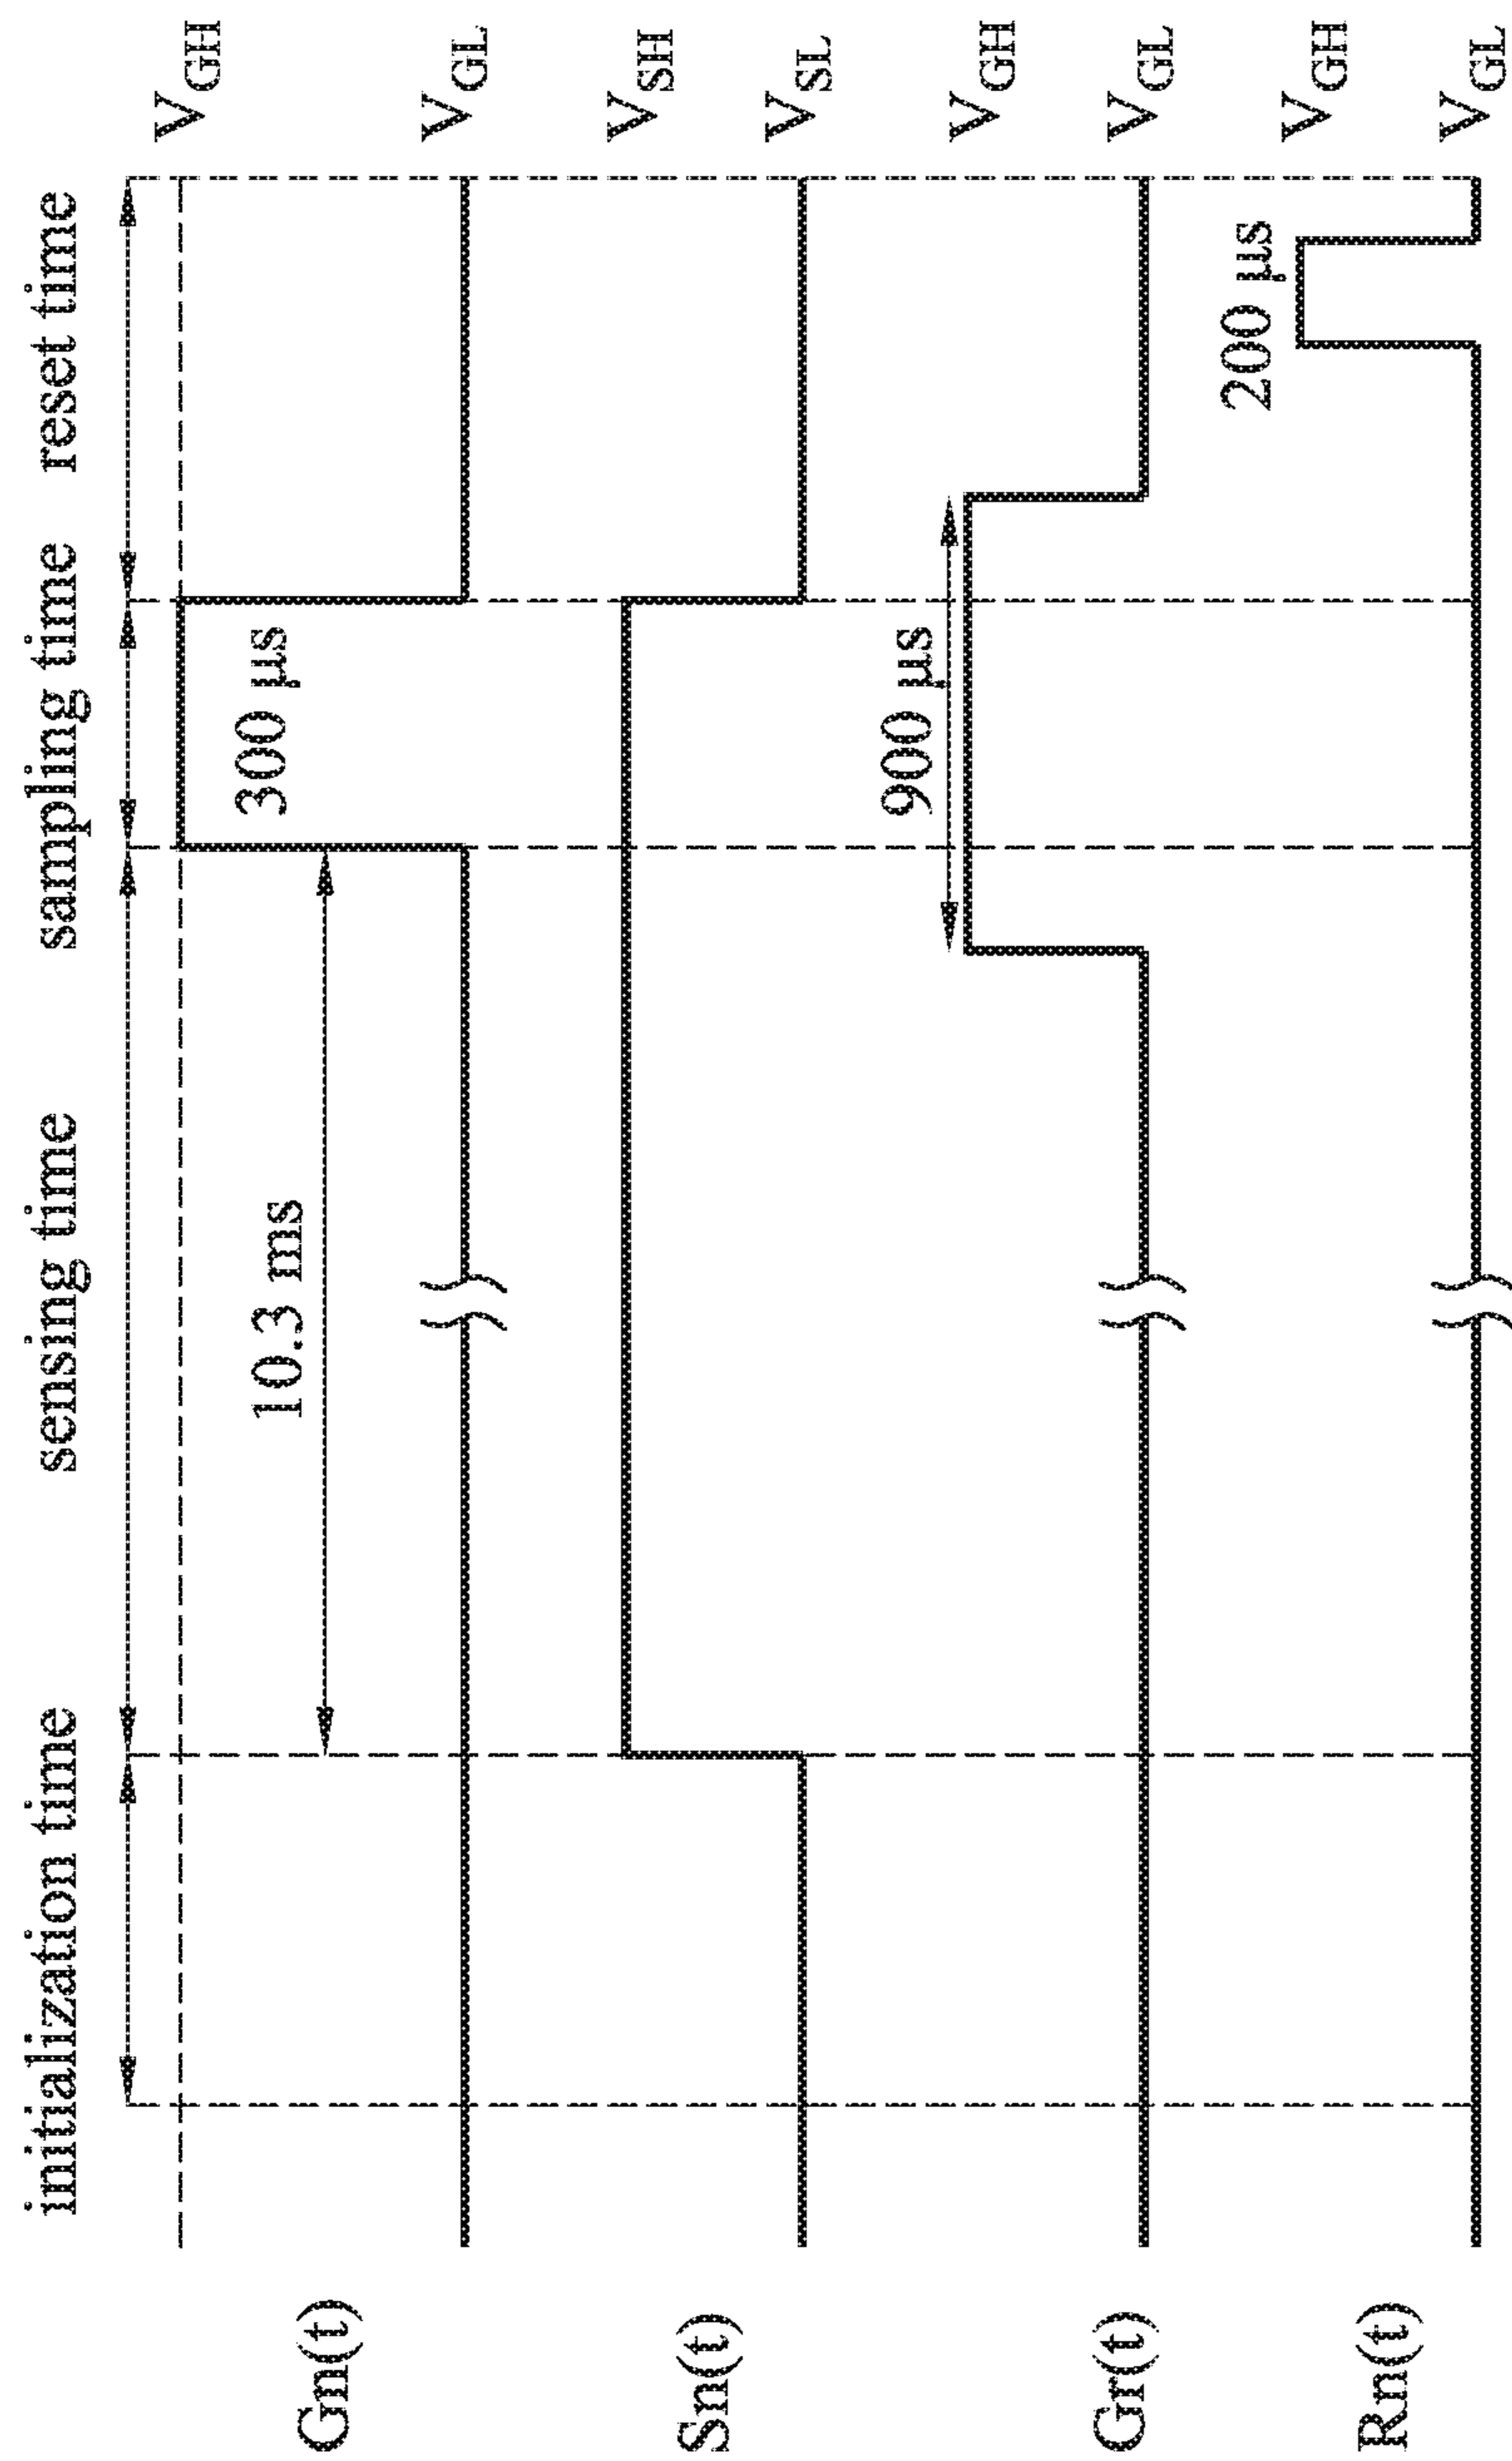 initialization time sensing time sampling time reset time
Gn(t) 10.3 ms 300 μs VGH VGL
Sn(t) VSH VSL
Gr(t) 900 μs VGH VGL
Rn(t) 200 μs VGH VGL